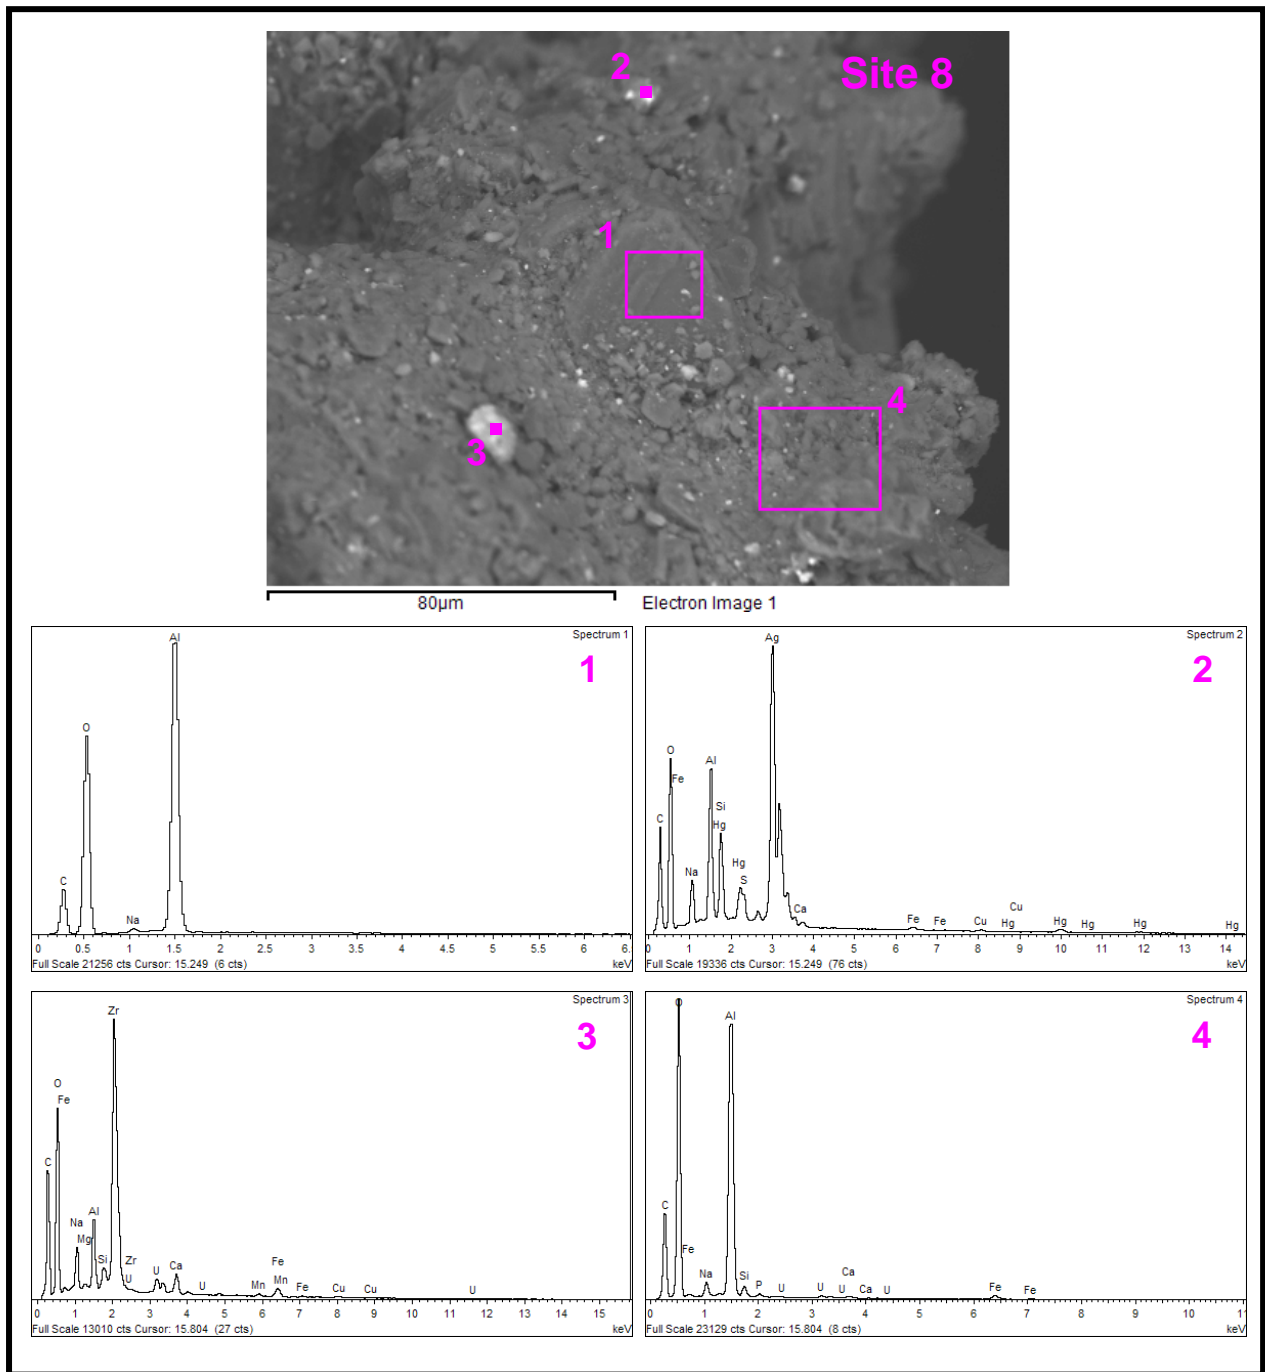 Site 8
2
1
4
3
80µm Electron Image 1
Spectrum 1
1
Al
O
C
Na
0 0.5 1 1.5 2 2.5 3 3.5 4 4.5 5 5.5 6 6.
Full Scale 21256 cts Cursor: 15.249 (6 cts) keV
Spectrum 2
2
Ag
O
Al
Fe
Si
C
Hg
Hg
Na
S
Ca
Cu
Fe
Fe
Cu
Hg
Hg
Hg
Hg
Hg
0 1 2 3 4 5 6 7 8 9 10 11 12 13 14
Full Scale 19336 cts Cursor: 15.249 (76 cts) keV
Spectrum 3
3
Zr
O
Fe
C
Na
Al
Mg
Si
Zr
U
U
Ca
U
Fe
Mn
Mn
Fe
Cu
Cu
U
0 1 2 3 4 5 6 7 8 9 10 11 12 13 14 15
Full Scale 13010 cts Cursor: 15.804 (27 cts) keV
Spectrum 4
4
O
Al
C
Fe
Na
Si
P
U
U
Ca
U
Ca
U
Fe
Fe
0 1 2 3 4 5 6 7 8 9 10 11
Full Scale 23129 cts Cursor: 15.804 (8 cts) keV